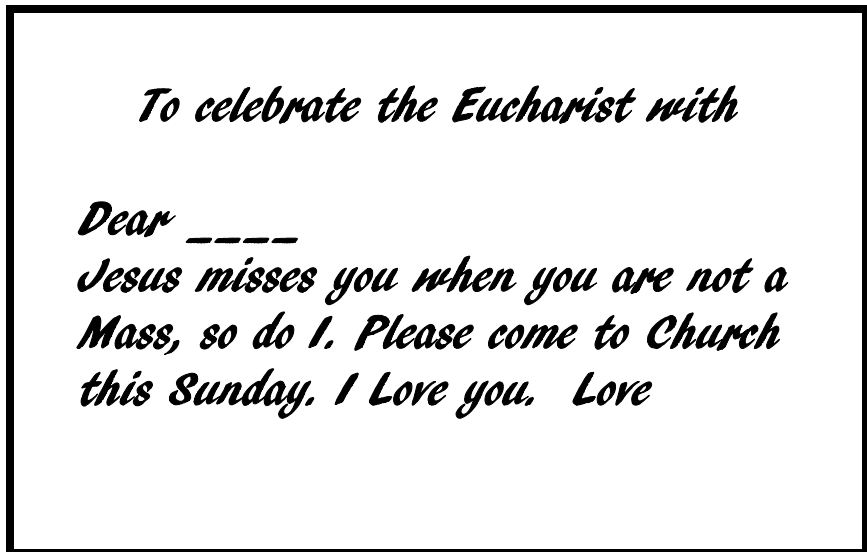 To celebrate the Eucharist with
Dear ____
Jesus misses you when you are not a
Mass, so do I. Please come to Church
this Sunday. I Love you.  Love